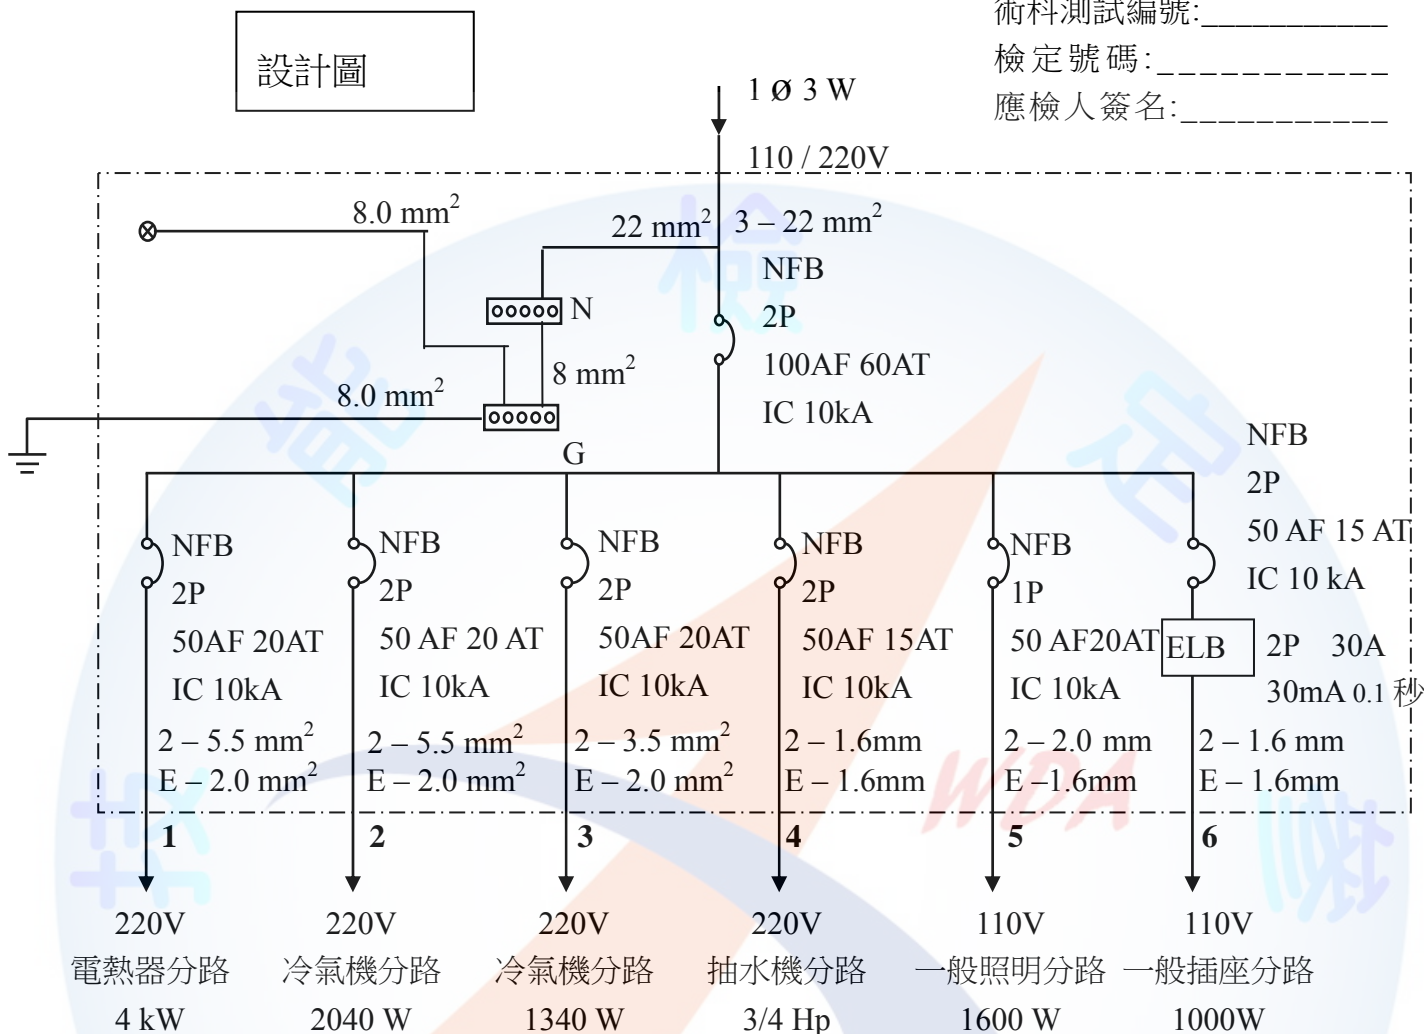 設計圖
術科測試編號:___________
檢定號碼:___________
應檢人簽名:___________
1 Ø 3 W
110 / 220V
8.0 mm²
22 mm²
3 – 22 mm²
NFB
2P
100AF 60AT
IC 10kA
N
8 mm²
8.0 mm²
G
NFB
2P
50AF 20AT
IC 10kA
2 – 5.5 mm²
E – 2.0 mm²
1
220V
電熱器分路
4 kW
NFB
2P
50 AF 20 AT
IC 10kA
2 – 5.5 mm²
E – 2.0 mm²
2
220V
冷氣機分路
2040 W
NFB
2P
50AF 20AT
IC 10kA
2 – 3.5 mm²
E – 2.0 mm²
3
220V
冷氣機分路
1340 W
NFB
2P
50AF 15AT
IC 10kA
2 – 1.6mm
E – 1.6mm
4
220V
抽水機分路
3/4 Hp
NFB
1P
50 AF20AT
IC 10kA
2 – 2.0 mm
E –1.6mm
5
110V
一般照明分路
1600 W
NFB
2P
50 AF 15 AT
IC 10 kA
ELB
2P 30A
30mA 0.1 秒
2 – 1.6 mm
E – 1.6mm
6
110V
一般插座分路
1000W
技能檢定
WDA